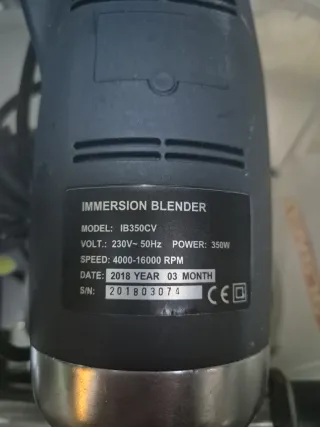 IMMERSION BLENDER
MODEL: IB350CV
VOLT.: 230V~ 50Hz POWER: 350W
SPEED: 4000-16000 RPM
DATE: 2018 YEAR 03 MONTH
S/N: 201803074 CE